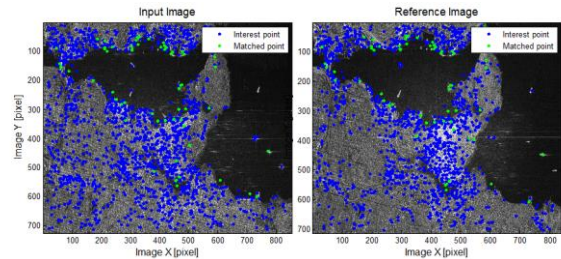 Input Image
Interest point
Matched point
Image Y [pixel]
100
200
300
400
500
600
700
0 100 200 300 400 500 600 700 800
Image X [pixel]
Reference Image
Interest point
Matched point
100
200
300
400
500
600
700
0 100 200 300 400 500 600 700 800
Image X [pixel]